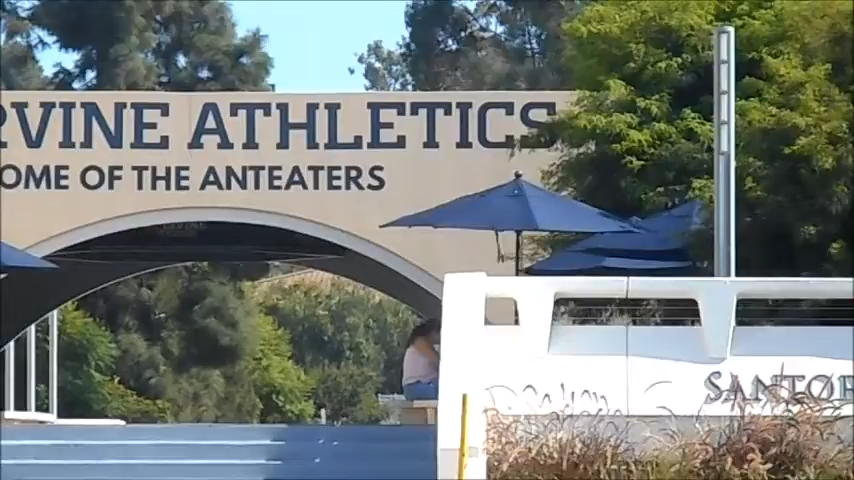 RVINE ATHLETICS
OME OF THE ANTEATERS
SANTOR